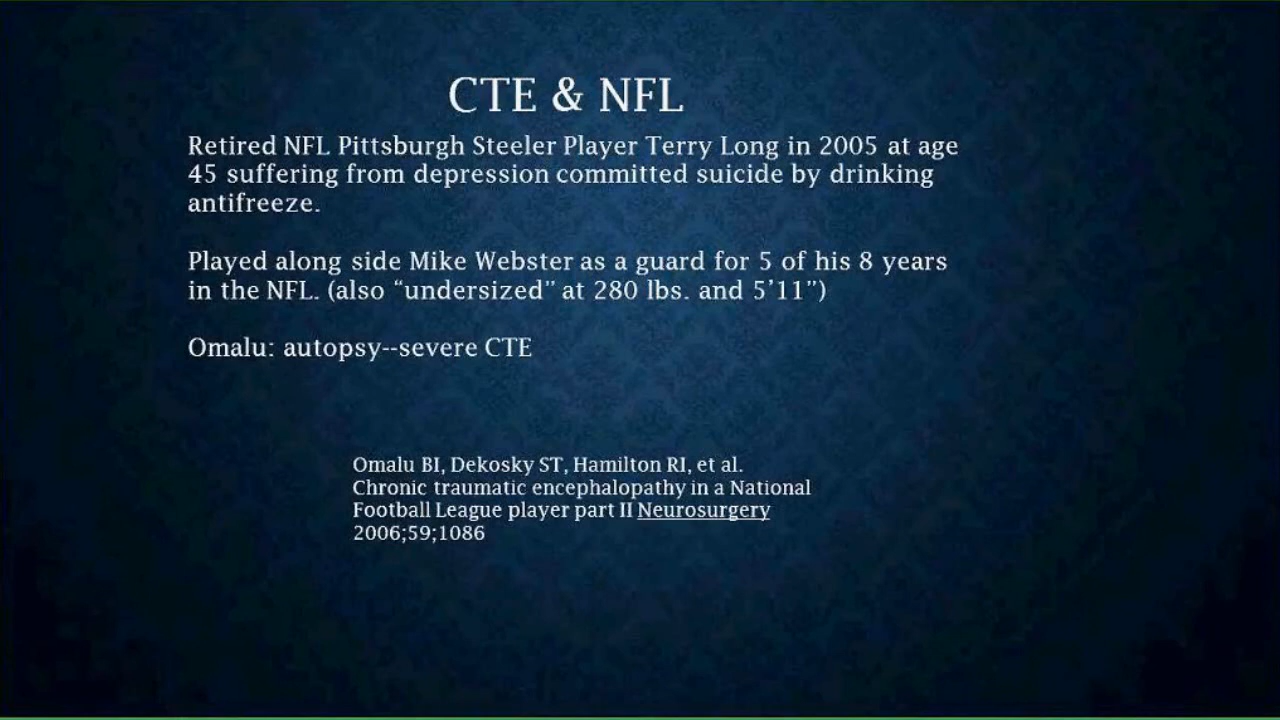 CTE & NFL
Retired NFL Pittsburgh Steeler Player Terry Long in 2005 at age
45 suffering from depression committed suicide by drinking
antifreeze.
Played along side Mike Webster as a guard for 5 of his 8 years
in the NFL. (also “undersized” at 280 lbs. and 5’11”)
Omalu: autopsy--severe CTE
Omalu BI, Dekosky ST, Hamilton RI, et al.
Chronic traumatic encephalopathy in a National
Football League player part II Neurosurgery
2006;59;1086